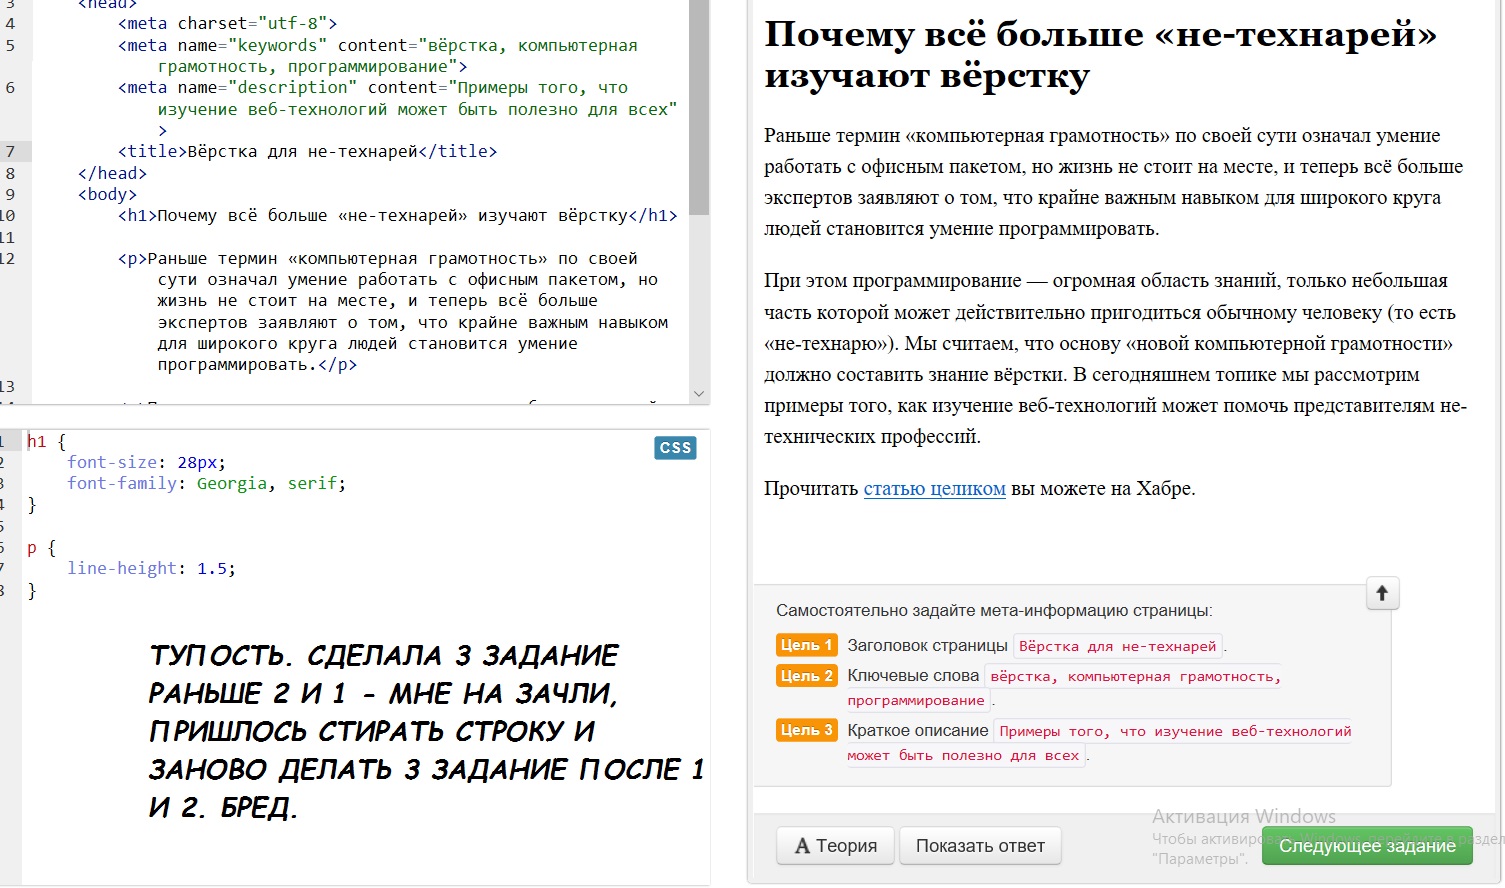 3 <head>
4 <meta charset="utf-8">
5 <meta name="keywords" content="вёрстка, компьютерная
грамотность, программирование">
6 <meta name="description" content="Примеры того, что
изучение веб-технологий может быть полезно для всех"
>
7 <title>Вёрстка для не-технарей</title>
8 </head>
9 <body>
10 <h1>Почему всё больше «не-технарей» изучают вёрстку</h1>
11
12 <p>Раньше термин «компьютерная грамотность» по своей
сути означал умение работать с офисным пакетом, но
жизнь не стоит на месте, и теперь всё больше
экспертов заявляют о том, что крайне важным навыком
для широкого круга людей становится умение
программировать.</p>
13
1 h1 {
2 font-size: 28px;
3 font-family: Georgia, serif;
4 }
5
6 p {
7 line-height: 1.5;
8 }
CSS
ТУПОСТЬ. СДЕЛАЛА 3 ЗАДАНИЕ
РАНЬШЕ 2 И 1 - МНЕ НА ЗАЧЛИ,
ПРИШЛОСЬ СТИРАТЬ СТРОКУ И
ЗАНОВО ДЕЛАТЬ 3 ЗАДАНИЕ ПОСЛЕ 1
И 2. БРЕД.
Почему всё больше «не-технарей»
изучают вёрстку
Раньше термин «компьютерная грамотность» по своей сути означал умение
работать с офисным пакетом, но жизнь не стоит на месте, и теперь всё больше
экспертов заявляют о том, что крайне важным навыком для широкого круга
людей становится умение программировать.
При этом программирование — огромная область знаний, только небольшая
часть которой может действительно пригодиться обычному человеку (то есть
«не-технарю»). Мы считаем, что основу «новой компьютерной грамотности»
должно составить знание вёрстки. В сегодняшнем топике мы рассмотрим
примеры того, как изучение веб-технологий может помочь представителям не-
технических профессий.
Прочитать статью целиком вы можете на Хабре.
Самостоятельно задайте мета-информацию страницы:
Цель 1 Заголовок страницы Вёрстка для не-технарей.
Цель 2 Ключевые слова вёрстка, компьютерная грамотность,
программирование.
Цель 3 Краткое описание Примеры того, что изучение веб-технологий
может быть полезно для всех.
Активация Windows
Чтобы активировать Windows, перейдите в раздел
"Параметры".
А Теория
Показать ответ
Следующее задание